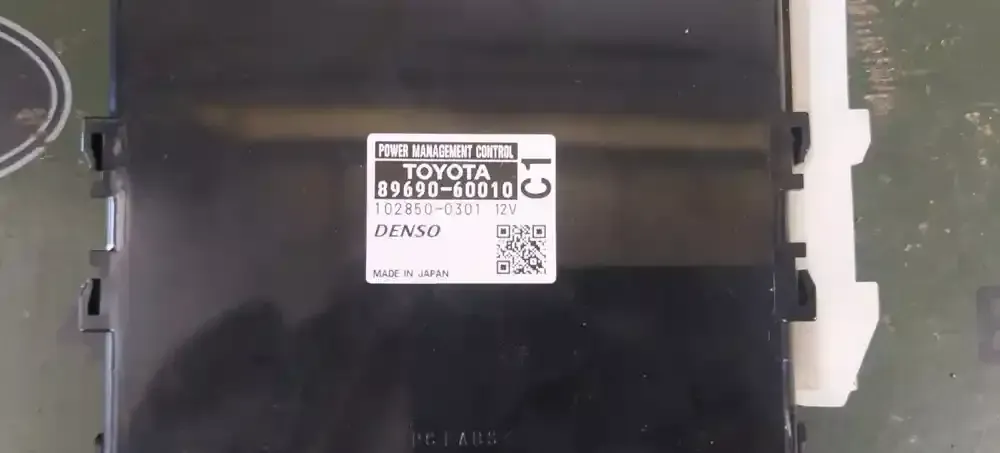 POWER MANAGEMENT CONTROL
TOYOTA
89690-60010
C1
102850-0301 12V
DENSO
MADE IN JAPAN